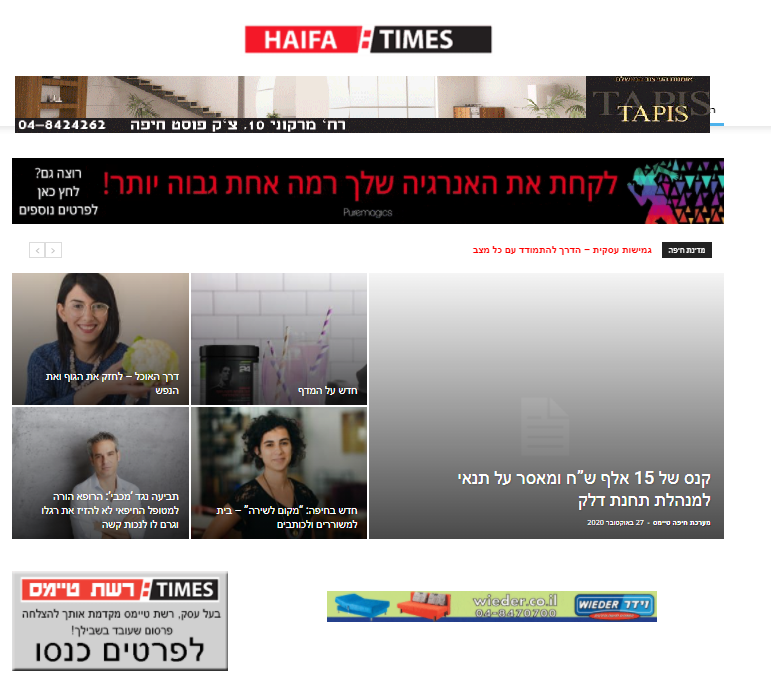 HAIFA TIMES
TAPIS
רח' מרקוני 10. צ'ק פוסט חיפה
04-8424262
לקחת את האנרגיה שלך רמה אחת גבוה יותר!
Puremagics
רוצה גם?
לחץ כאן
לפרטים נוספים
מדינת חיפה
גמישות עסקית – הדרך להתמודד עם כל מצב
קנס של 15 אלף ש"ח ומאסר על תנאי
למנהלת תחנת דלק
מערכת חיפה טיימס - 27 באוקטובר 2020
חדש על המדף
דרך האוכל – לחזק את הגוף ואת
הנפש
חדש בחיפה: "מקום לשירה" – בית
למשוררים ולכותבים
תביעה נגד 'מכבי': הרופא הורה
למטופל החיפאי לא להזיז את רגלו
וגרם לו לנכות קשה
WIEDER וידר
wieder.co.il
04-8470700
רשת טיימס TIMES
בעל עסק, רשת טיימס מקדמת אותך להצלחה
פרסום שעובד בשבילך!
לפרטים כנסו